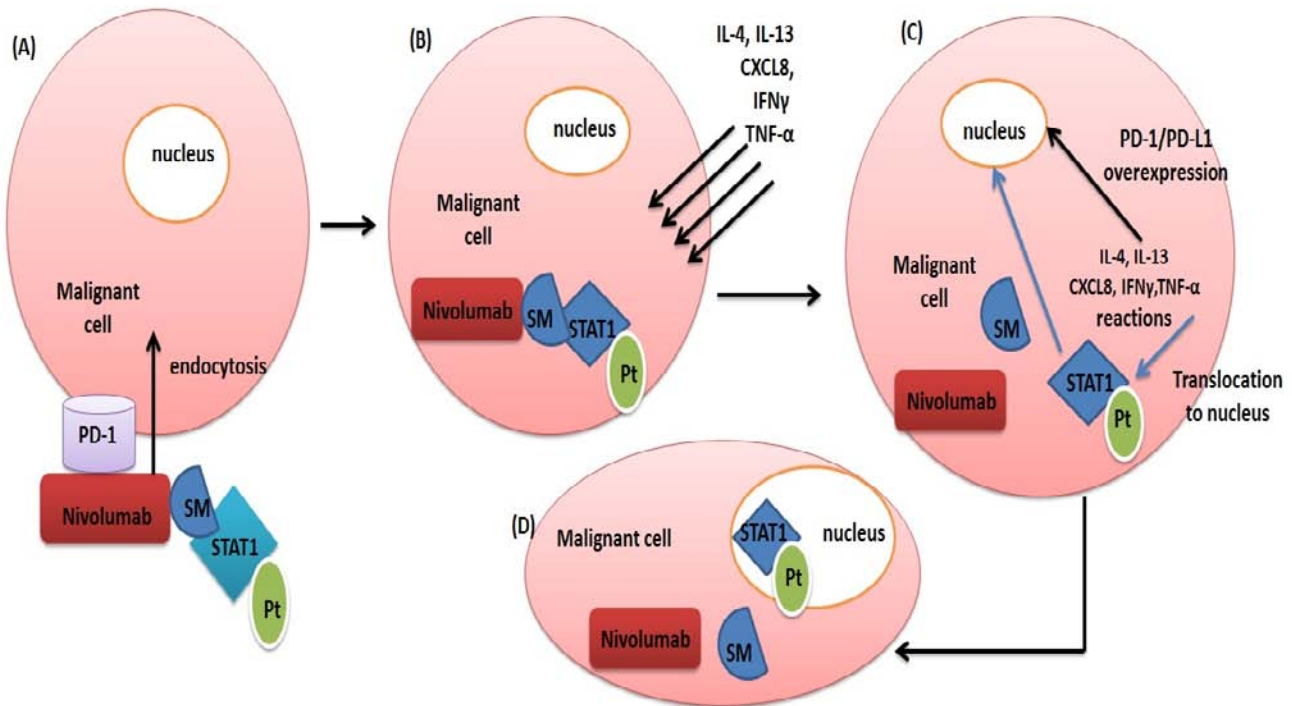 (A)
nucleus
Malignant
cell
endocytosis
PD-1
Nivolumab
SM
STAT1
Pt
(B)
IL-4, IL-13
CXCL8,
IFNγ
TNF-α
nucleus
Malignant
cell
Nivolumab
SM
STAT1
Pt
(C)
nucleus
PD-1/PD-L1
overexpression
Malignant
cell
IL-4, IL-13
CXCL8, IFNγ,TNF-α
reactions
SM
STAT1
Nivolumab
Pt
Translocation
to nucleus
(D)
Malignant cell
STAT1
nucleus
Pt
Nivolumab
SM